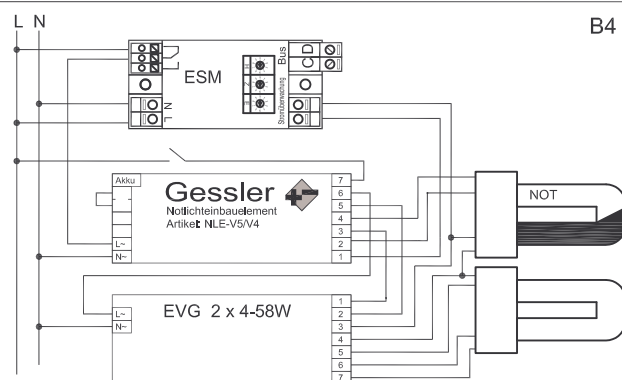 L N
B4
ESM
H
Z
E
Bus
C D
Stromüberwachung
N
L
Akku
Gessler
Notlichteinbauelement
Artikel: NLE-V5/V4
L~
N~
7
6
5
4
3
2
1
NOT
EVG 2 x 4-58W
L~
N~
1
2
3
4
5
6
7